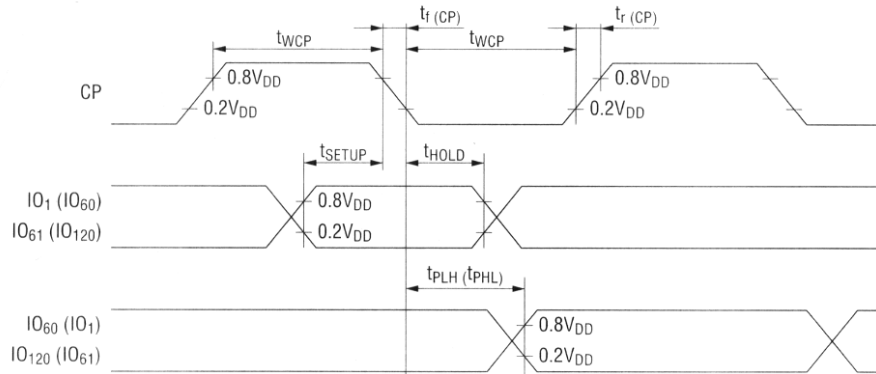 t_f (CP)
t_r (CP)
t_WCP
t_WCP
0.8V_DD
0.8V_DD
CP
0.2V_DD
0.2V_DD
t_SETUP
t_HOLD
IO_1 (IO_60)
0.8V_DD
IO_61 (IO_120)
0.2V_DD
t_PLH (t_PHL)
IO_60 (IO_1)
0.8V_DD
IO_120 (IO_61)
0.2V_DD